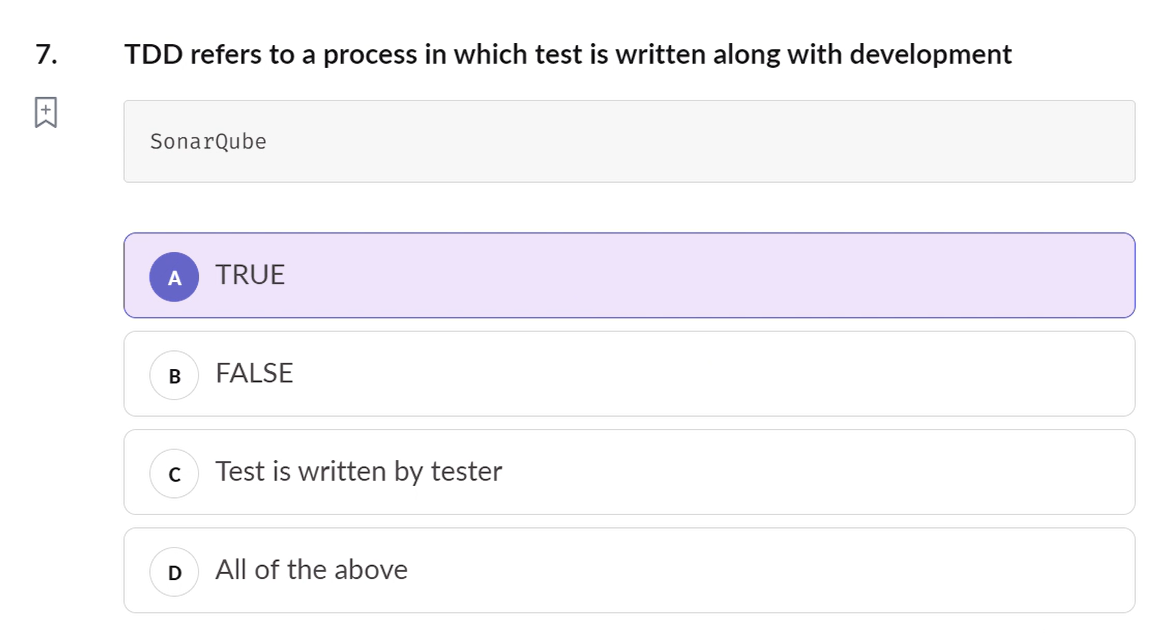 7. TDD refers to a process in which test is written along with development
SonarQube
A TRUE
B FALSE
C Test is written by tester
D All of the above